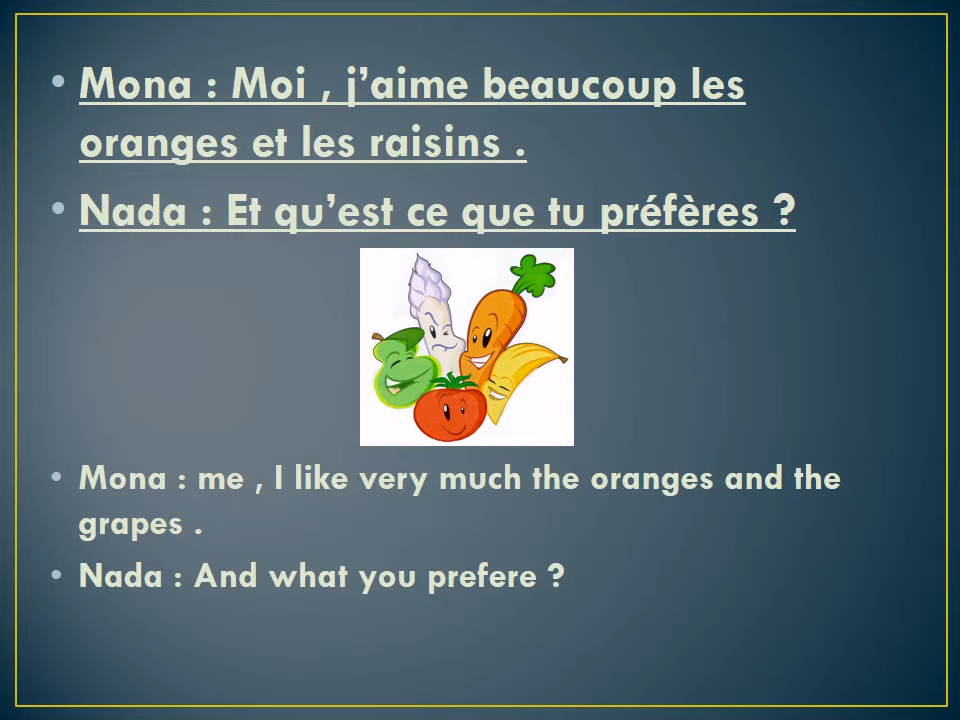 • Mona : Moi , j’aime beaucoup les
oranges et les raisins .
• Nada : Et qu’est ce que tu préfères ?
• Mona : me , I like very much the oranges and the
grapes .
• Nada : And what you prefere ?